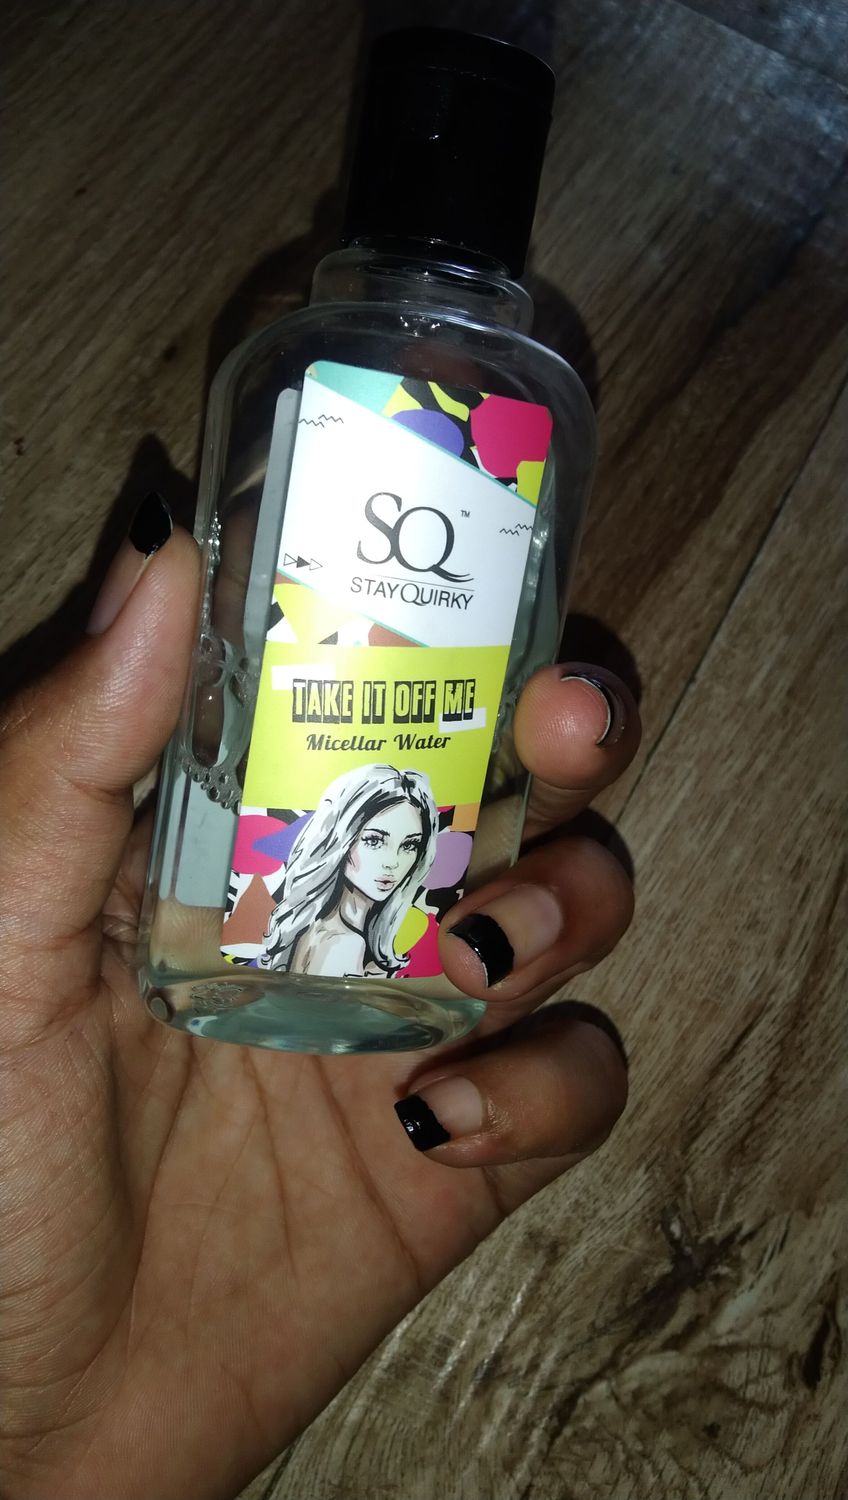 SQ™
STAYQUIRKY
TAKE IT OFF ME
Micellar Water